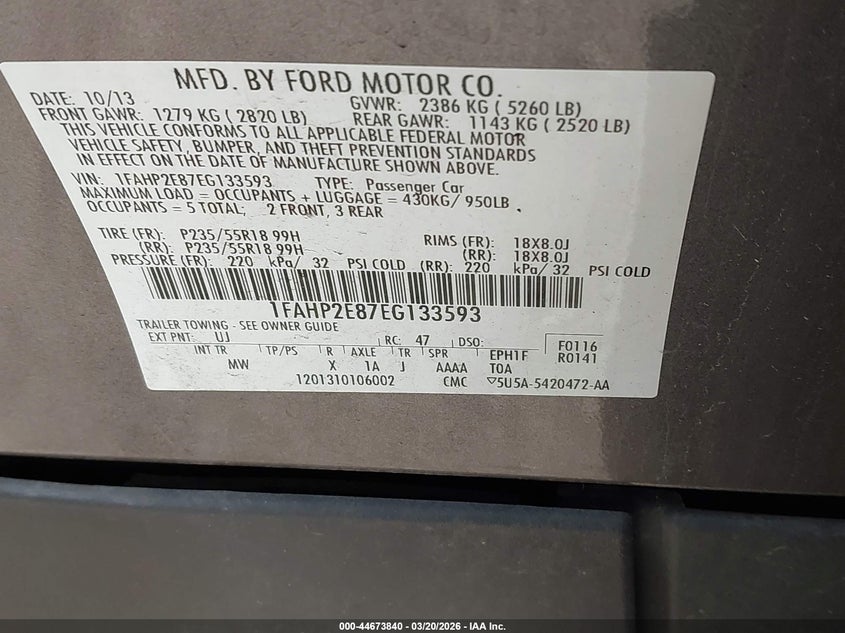 MFD. BY FORD MOTOR CO.
DATE: 10/13 GVWR: 2386 KG ( 5260 LB)
FRONT GAWR: 1279 KG ( 2820 LB) REAR GAWR: 1143 KG ( 2520 LB)
THIS VEHICLE CONFORMS TO ALL APPLICABLE FEDERAL MOTOR
VEHICLE SAFETY, BUMPER, AND THEFT PREVENTION STANDARDS
IN EFFECT ON THE DATE OF MANUFACTURE SHOWN ABOVE.
VIN: 1FAHP2E87EG133593 TYPE: Passenger Car
MAXIMUM LOAD = OCCUPANTS + LUGGAGE = 430KG/ 950LB
OCCUPANTS = 5 TOTAL; 2 FRONT, 3 REAR
TIRE (FR): P235/55R18 99H RIMS (FR): 18X8.0J
(RR): P235/55R18 99H (RR): 18X8.0J
PRESSURE (FR): 220 kPa/ 32 PSI COLD (RR): 220 kPa/ 32 PSI COLD
1FAHP2E87EG133593
TRAILER TOWING - SEE OWNER GUIDE
EXT PNT: UJ RC: 47 DSO: F0116
INT TR TP/PS R AXLE TR SPR EPH1F R0141
MW X 1A J AAAA TOA
1201310106002 CMC ▽5U5A-5420472-AA
000-44673840 - 03/20/2026 - IAA Inc.